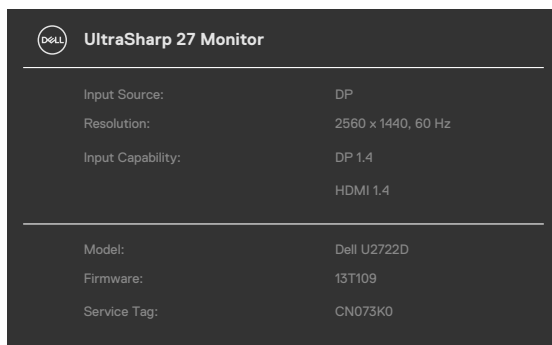 DELL UltraSharp 27 Monitor
Input Source: DP
Resolution: 2560 x 1440, 60 Hz
Input Capability: DP 1.4
HDMI 1.4
Model: Dell U2722D
Firmware: 13T109
Service Tag: CN073K0